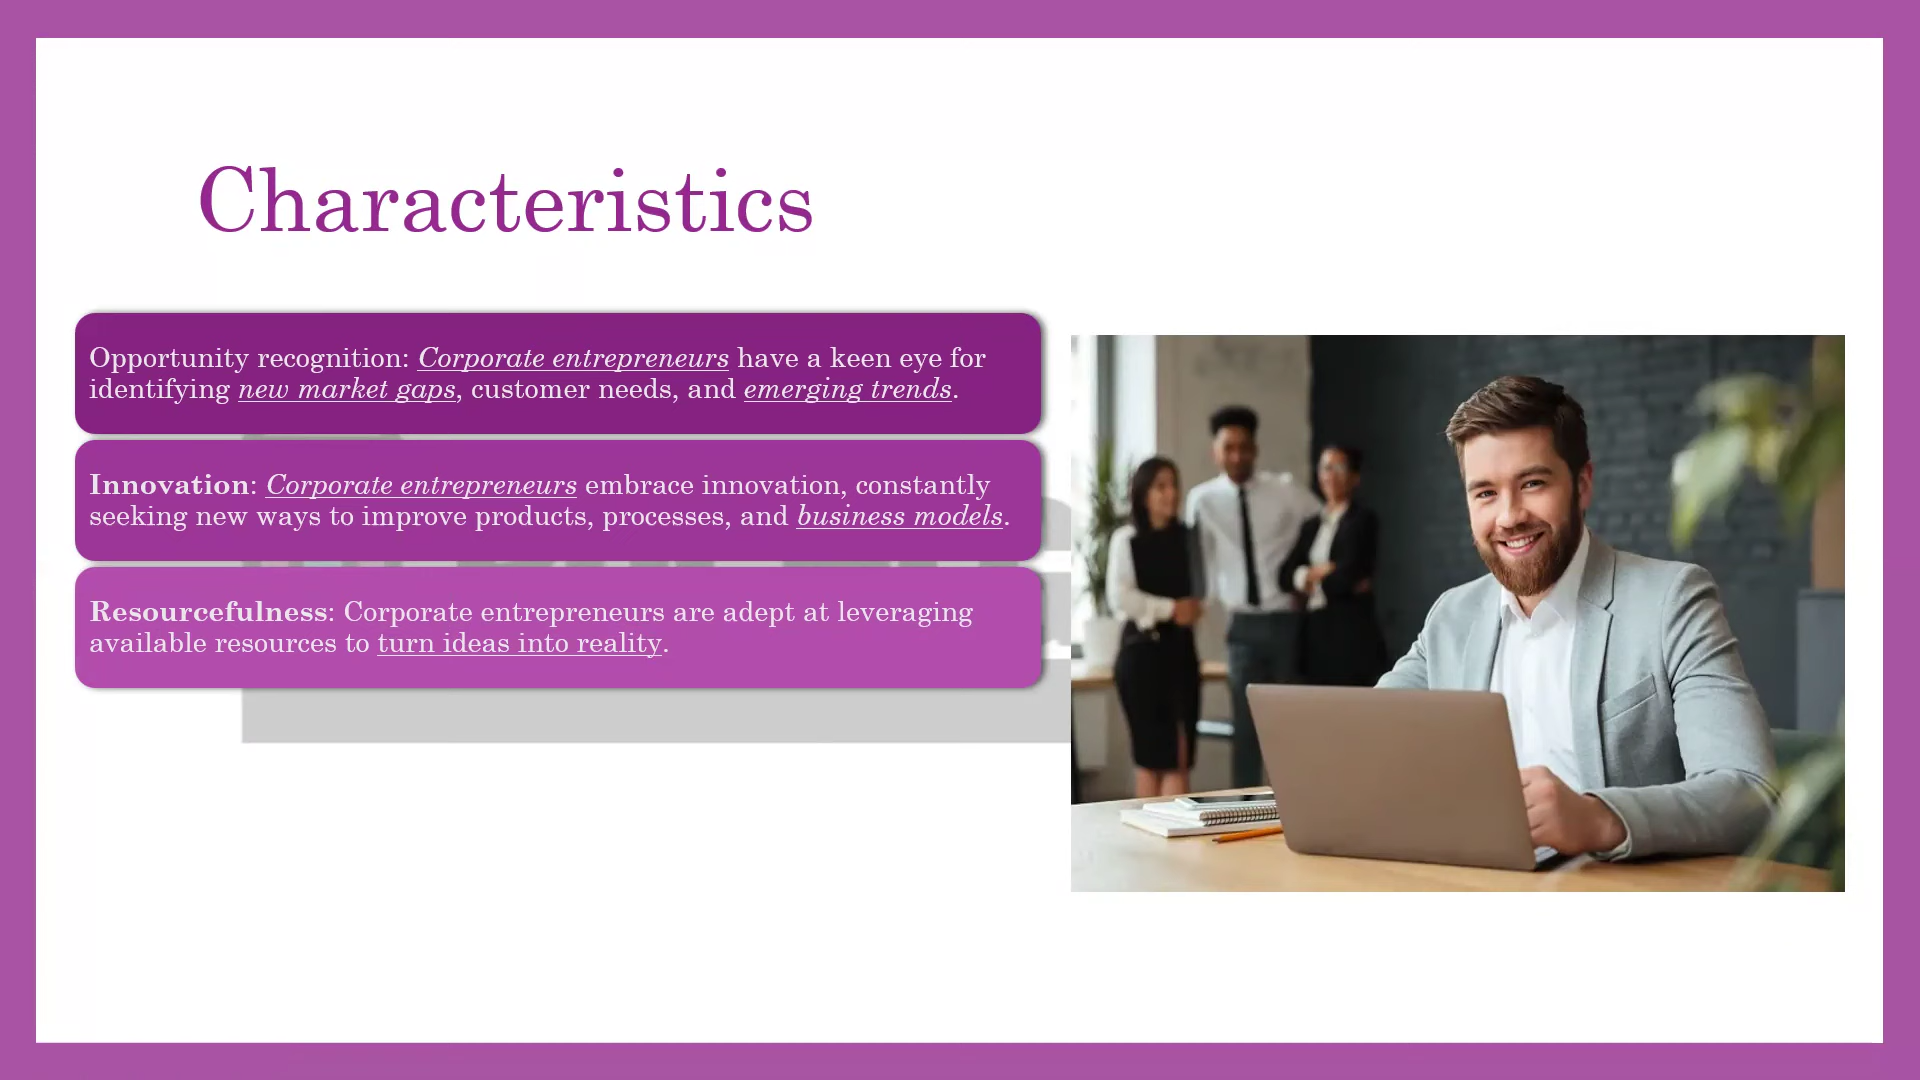 Characteristics
Opportunity recognition: Corporate entrepreneurs have a keen eye for
identifying new market gaps, customer needs, and emerging trends.
Innovation: Corporate entrepreneurs embrace innovation, constantly
seeking new ways to improve products, processes, and business models.
Resourcefulness: Corporate entrepreneurs are adept at leveraging
available resources to turn ideas into reality.